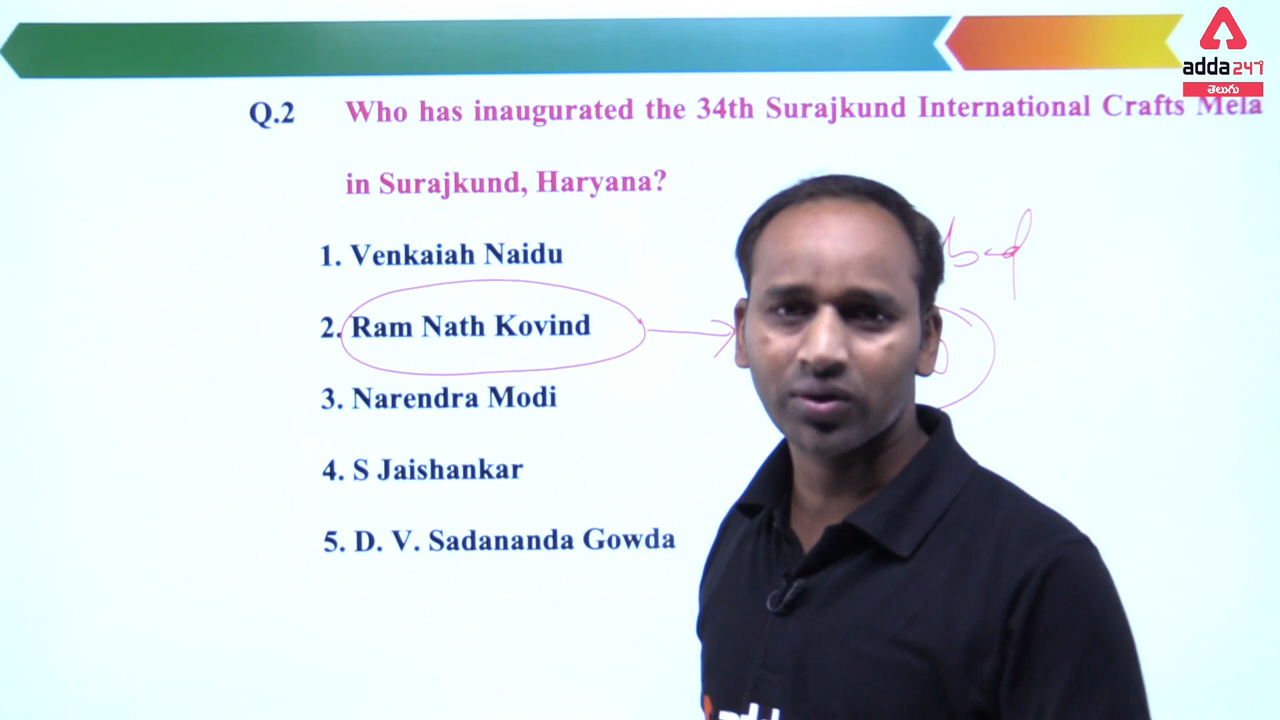 adda247
తెలుగు
Q.2 Who has inaugurated the 34th Surajkund International Crafts Mela
in Surajkund, Haryana?
1. Venkaiah Naidu
2. Ram Nath Kovind
3. Narendra Modi
4. S Jaishankar
5. D. V. Sadananda Gowda